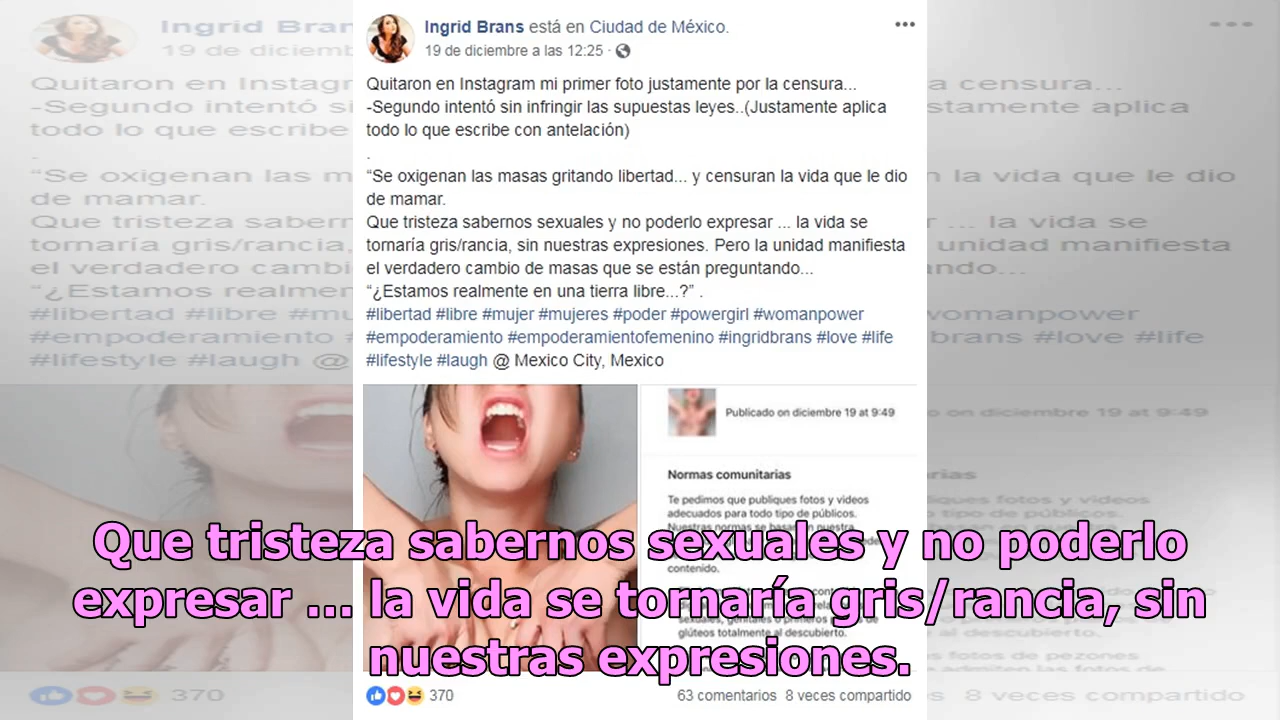 Ingrid Brans está en Ciudad de México.
19 de diciembre a las 12:25 ·
Quitaron en Instagram mi primer foto justamente por la censura...
-Segundo intentó sin infringir las supuestas leyes..(Justamente aplica
todo lo que escribe con antelación)
.
“Se oxigenan las masas gritando libertad... y censuran la vida que le dio
de mamar.
Que tristeza sabernos sexuales y no poderlo expresar ... la vida se
tornaría gris/rancia, sin nuestras expresiones. Pero la unidad manifiesta
el verdadero cambio de masas que se están preguntando...
“¿Estamos realmente en una tierra libre...?” .
#libertad #libre #mujer #mujeres #poder #powergirl #womanpower
#empoderamiento #empoderamientofemenino #ingridbrans #love #life
#lifestyle #laugh @ Mexico City, Mexico
Publicado on diciembre 19 at 9:49
Normas comunitarias
Te pedimos que publiques fotos y videos
adecuados para todo tipo de públicos.
Nuestras normas se basan en nuestra
contenido.
glúteos totalmente al descubierto.
Que tristeza sabernos sexuales y no poderlo
expresar ... la vida se tornaría gris/rancia, sin
nuestras expresiones.
370
63 comentarios 8 veces compartido